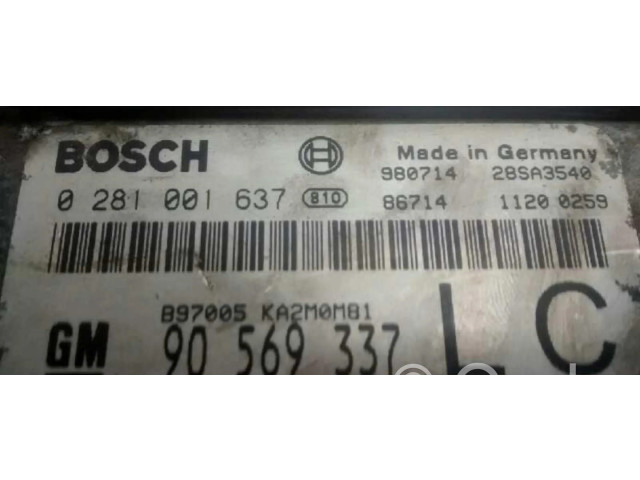 BOSCH Made in Germany
980714 28SA3540
0 281 001 637 810 86714 1120 0259
B97005 KA2M0MB1
GM 90 569 337 LC